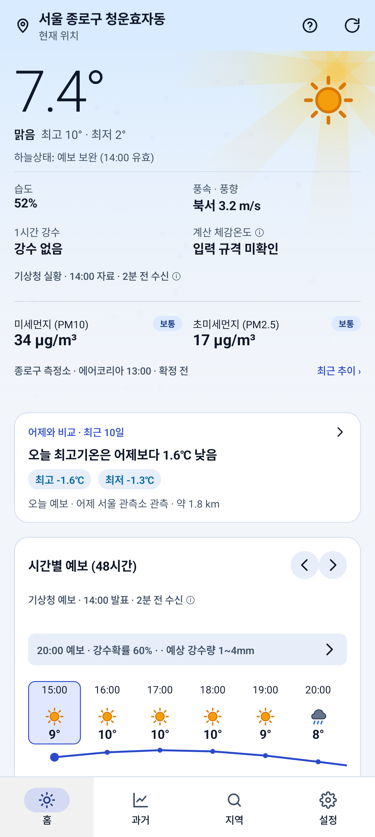 서울 종로구 청운효자동
현재 위치
7.4°
맑음 최고 10° · 최저 2°
하늘상태: 예보 보완 (14:00 유효)
습도
52%
풍속 · 풍향
북서 3.2 m/s
1시간 강수
강수 없음
계산 체감온도
입력 규격 미확인
기상청 실황 · 14:00 자료 · 2분 전 수신
미세먼지 (PM10) 보통
34 µg/m³
초미세먼지 (PM2.5) 보통
17 µg/m³
종로구 측정소 · 에어코리아 13:00 · 확정 전
최근 추이 ›
어제와 비교 · 최근 10일
오늘 최고기온은 어제보다 1.6℃ 낮음
최고 -1.6℃ 최저 -1.3℃
오늘 예보 · 어제 서울 관측소 관측 · 약 1.8 km
시간별 예보 (48시간)
기상청 예보 · 14:00 발표 · 2분 전 수신
20:00 예보 · 강수확률 60% · · 예상 강수량 1~4mm
15:00 16:00 17:00 18:00 19:00 20:00
9° 10° 10° 10° 9° 8°
홈 과거 지역 설정